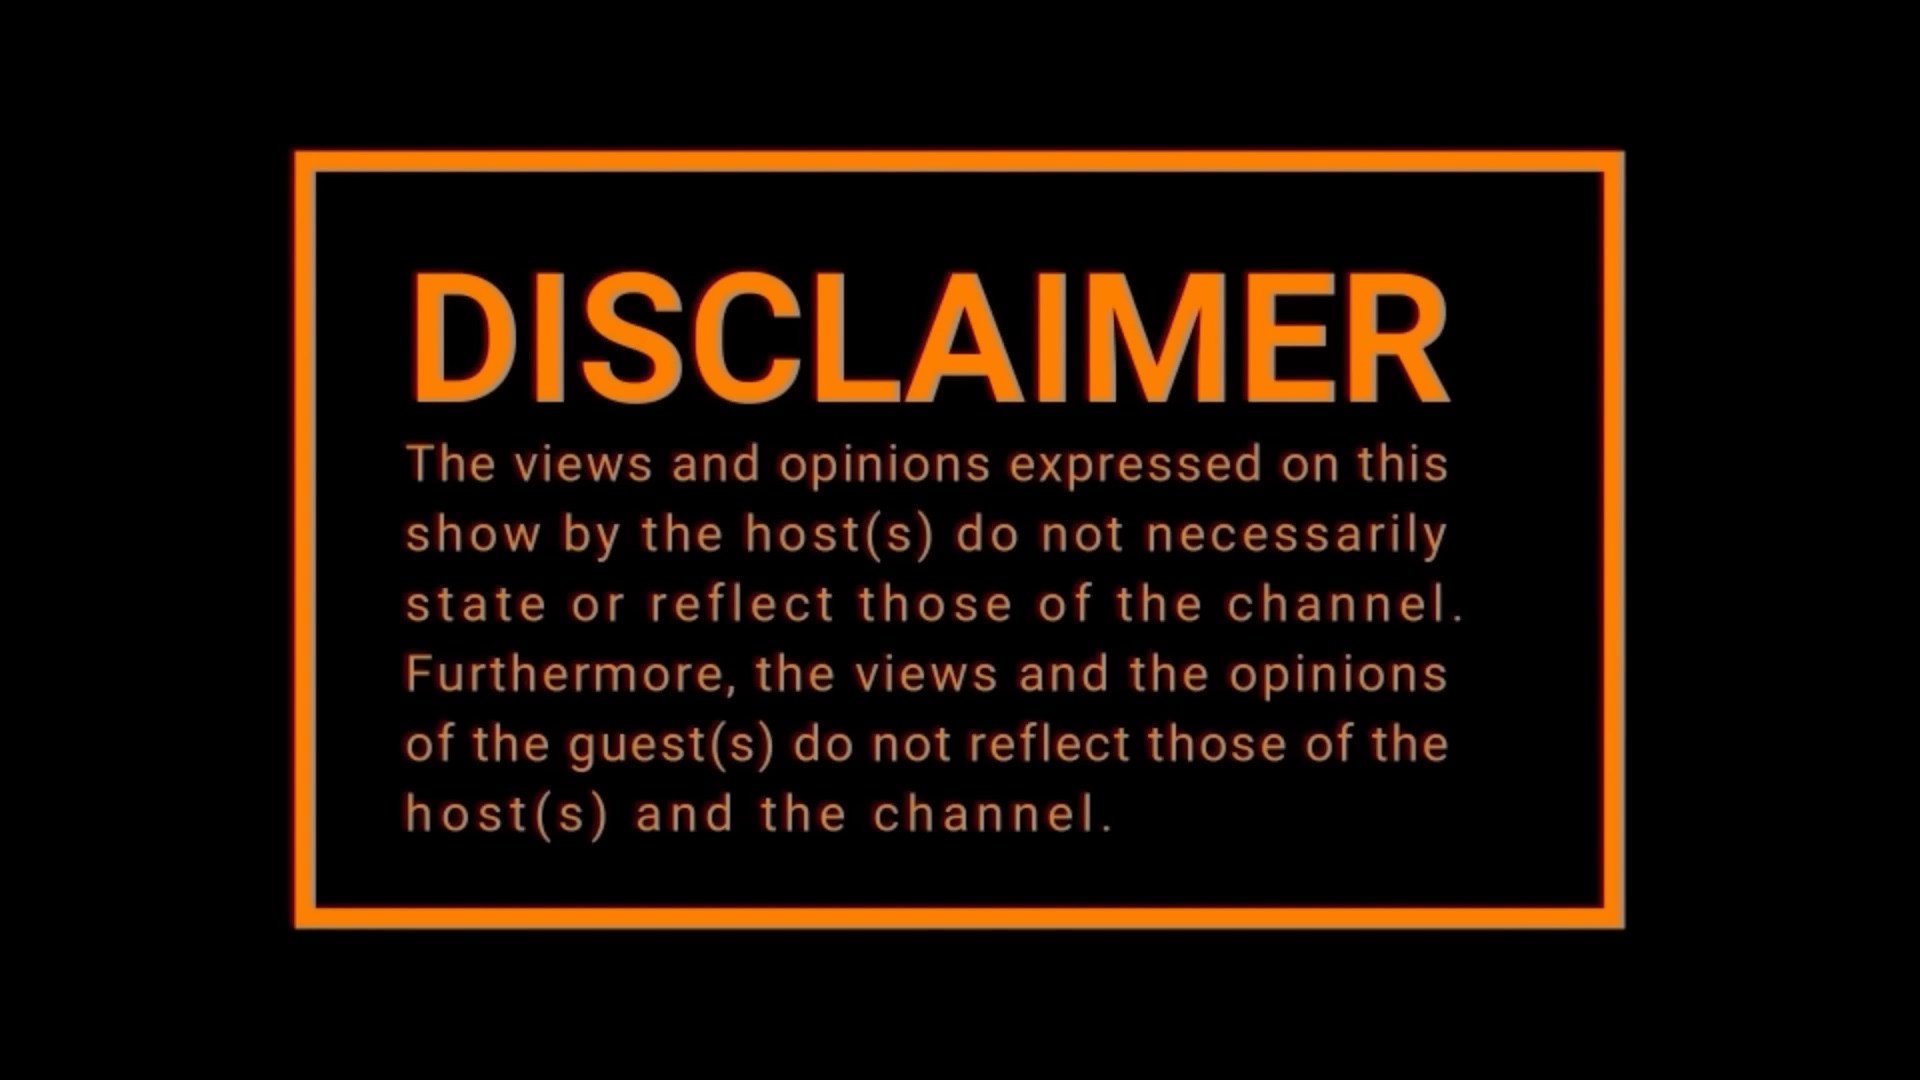 DISCLAIMER
The views and opinions expressed on this
show by the host(s) do not necessarily
state or reflect those of the channel.
Furthermore, the views and the opinions
of the guest(s) do not reflect those of the
host(s) and the channel.